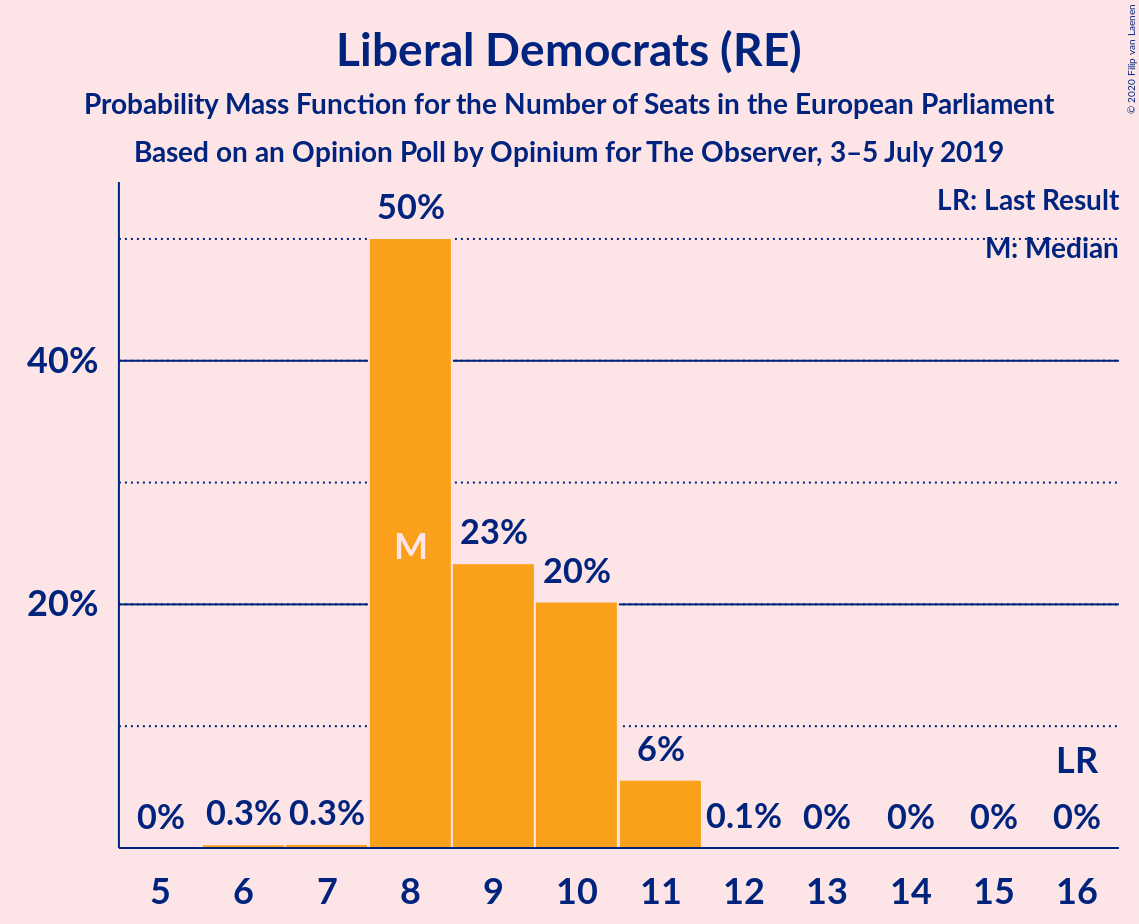 Liberal Democrats (RE)
Probability Mass Function for the Number of Seats in the European Parliament
Based on an Opinion Poll by Opinium for The Observer, 3–5 July 2019
© 2020 Filip van Laenen
LR: Last Result
M: Median
50%
40%
M
23%
20%
20%
6%
LR
0%
0.3%
0.3%
0.1%
0%
0%
0%
0%
5 6 7 8 9 10 11 12 13 14 15 16